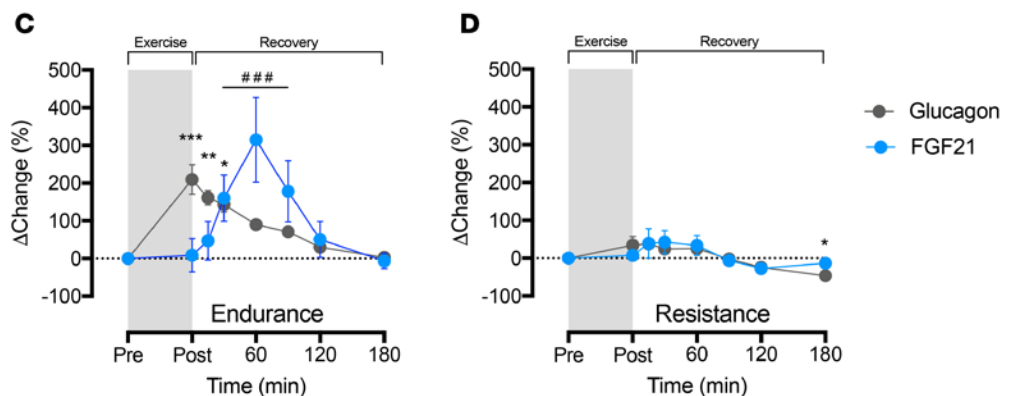 C
Exercise
Recovery
500
400
300
200
100
0
-100
ΔChange (%)
***
**
*
###
Endurance
Pre
Post
60
120
180
Time (min)
D
Exercise
Recovery
500
400
300
200
100
0
-100
ΔChange (%)
*
Resistance
Pre
Post
60
120
180
Time (min)
Glucagon
FGF21